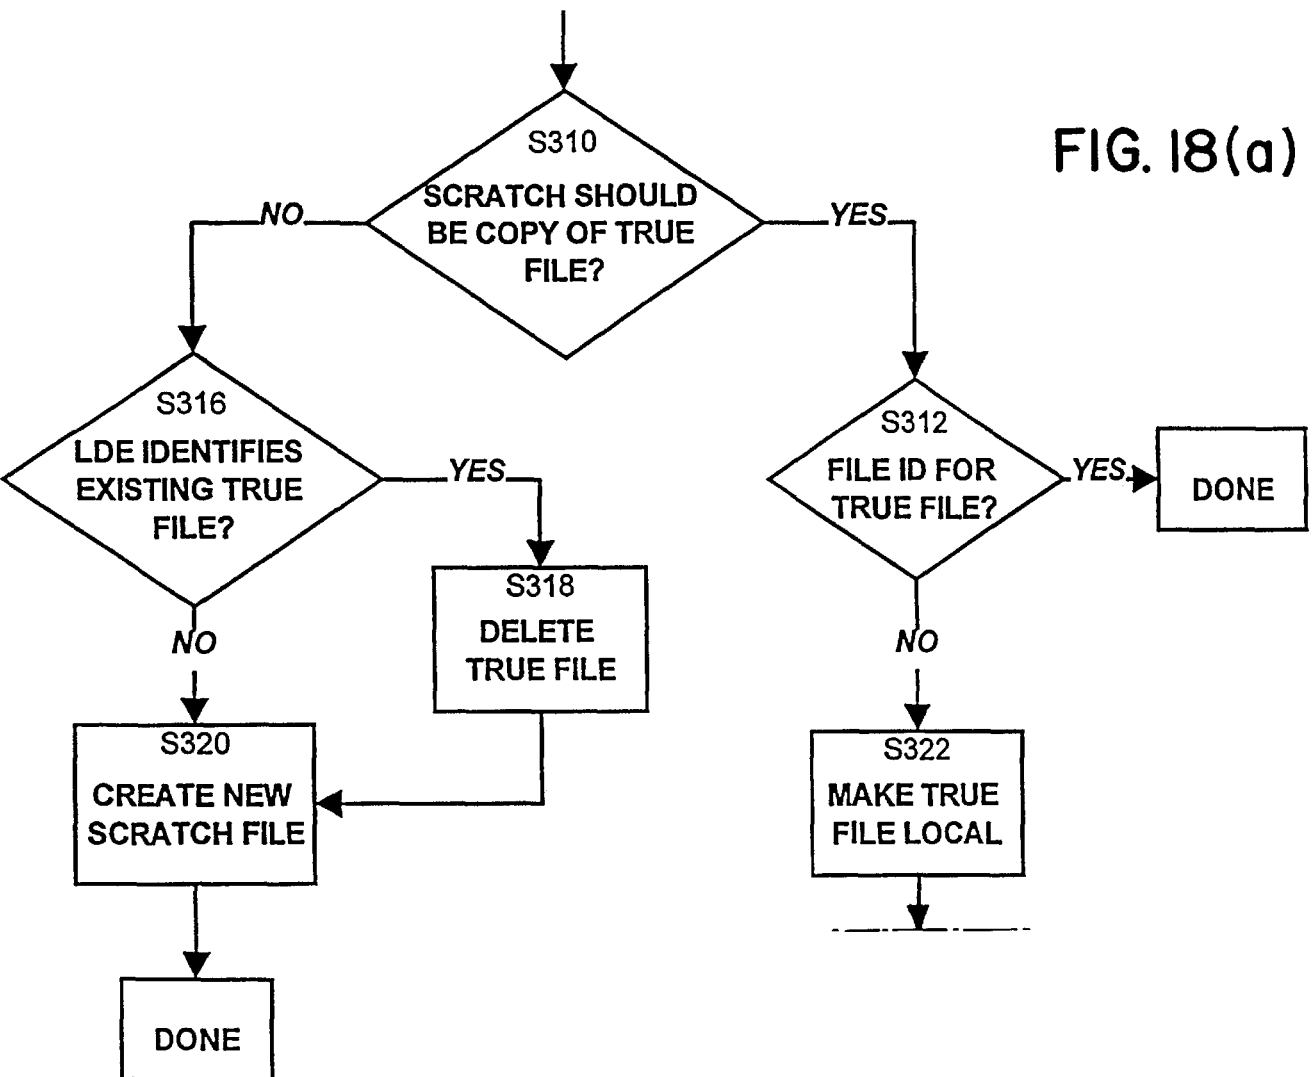 FIG. 18(a)
S310
SCRATCH SHOULD
BE COPY OF TRUE
FILE?
NO
YES
S316
LDE IDENTIFIES
EXISTING TRUE
FILE?
YES
S312
FILE ID FOR
TRUE FILE?
YES
DONE
S318
DELETE
TRUE FILE
NO
NO
S320
CREATE NEW
SCRATCH FILE
S322
MAKE TRUE
FILE LOCAL
DONE